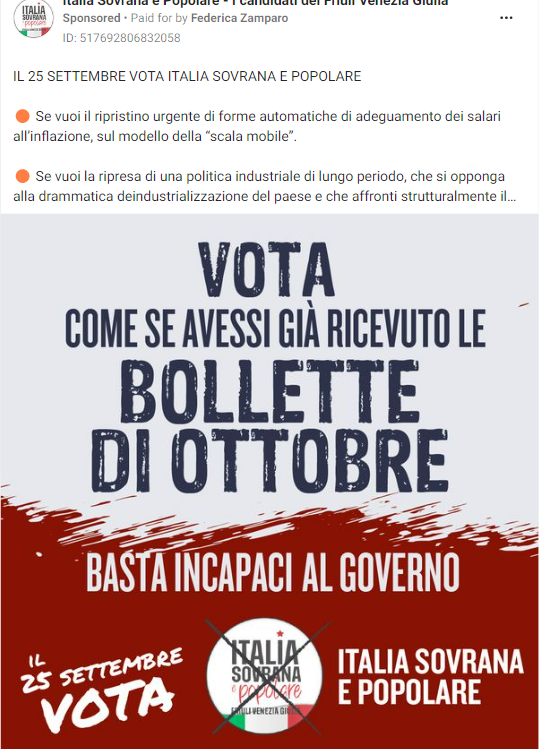 Italia Sovrana e Popolare - I candidati del Friuli Venezia Giulia
Sponsored • Paid for by Federica Zamparo
ID: 517692806832058
IL 25 SETTEMBRE VOTA ITALIA SOVRANA E POPOLARE
🟠 Se vuoi il ripristino urgente di forme automatiche di adeguamento dei salari
all'inflazione, sul modello della “scala mobile”.
🟠 Se vuoi la ripresa di una politica industriale di lungo periodo, che si opponga
alla drammatica deindustrializzazione del paese e che affronti strutturalmente il...
VOTA
COME SE AVESSI GIÀ RICEVUTO LE
BOLLETTE
DI OTTOBRE
BASTA INCAPACI AL GOVERNO
IL
25 SETTEMBRE
VOTA
ITALIA
SOVRANA
e popolare
FRIULI VENEZIA GIULIA
ITALIA SOVRANA
E POPOLARE